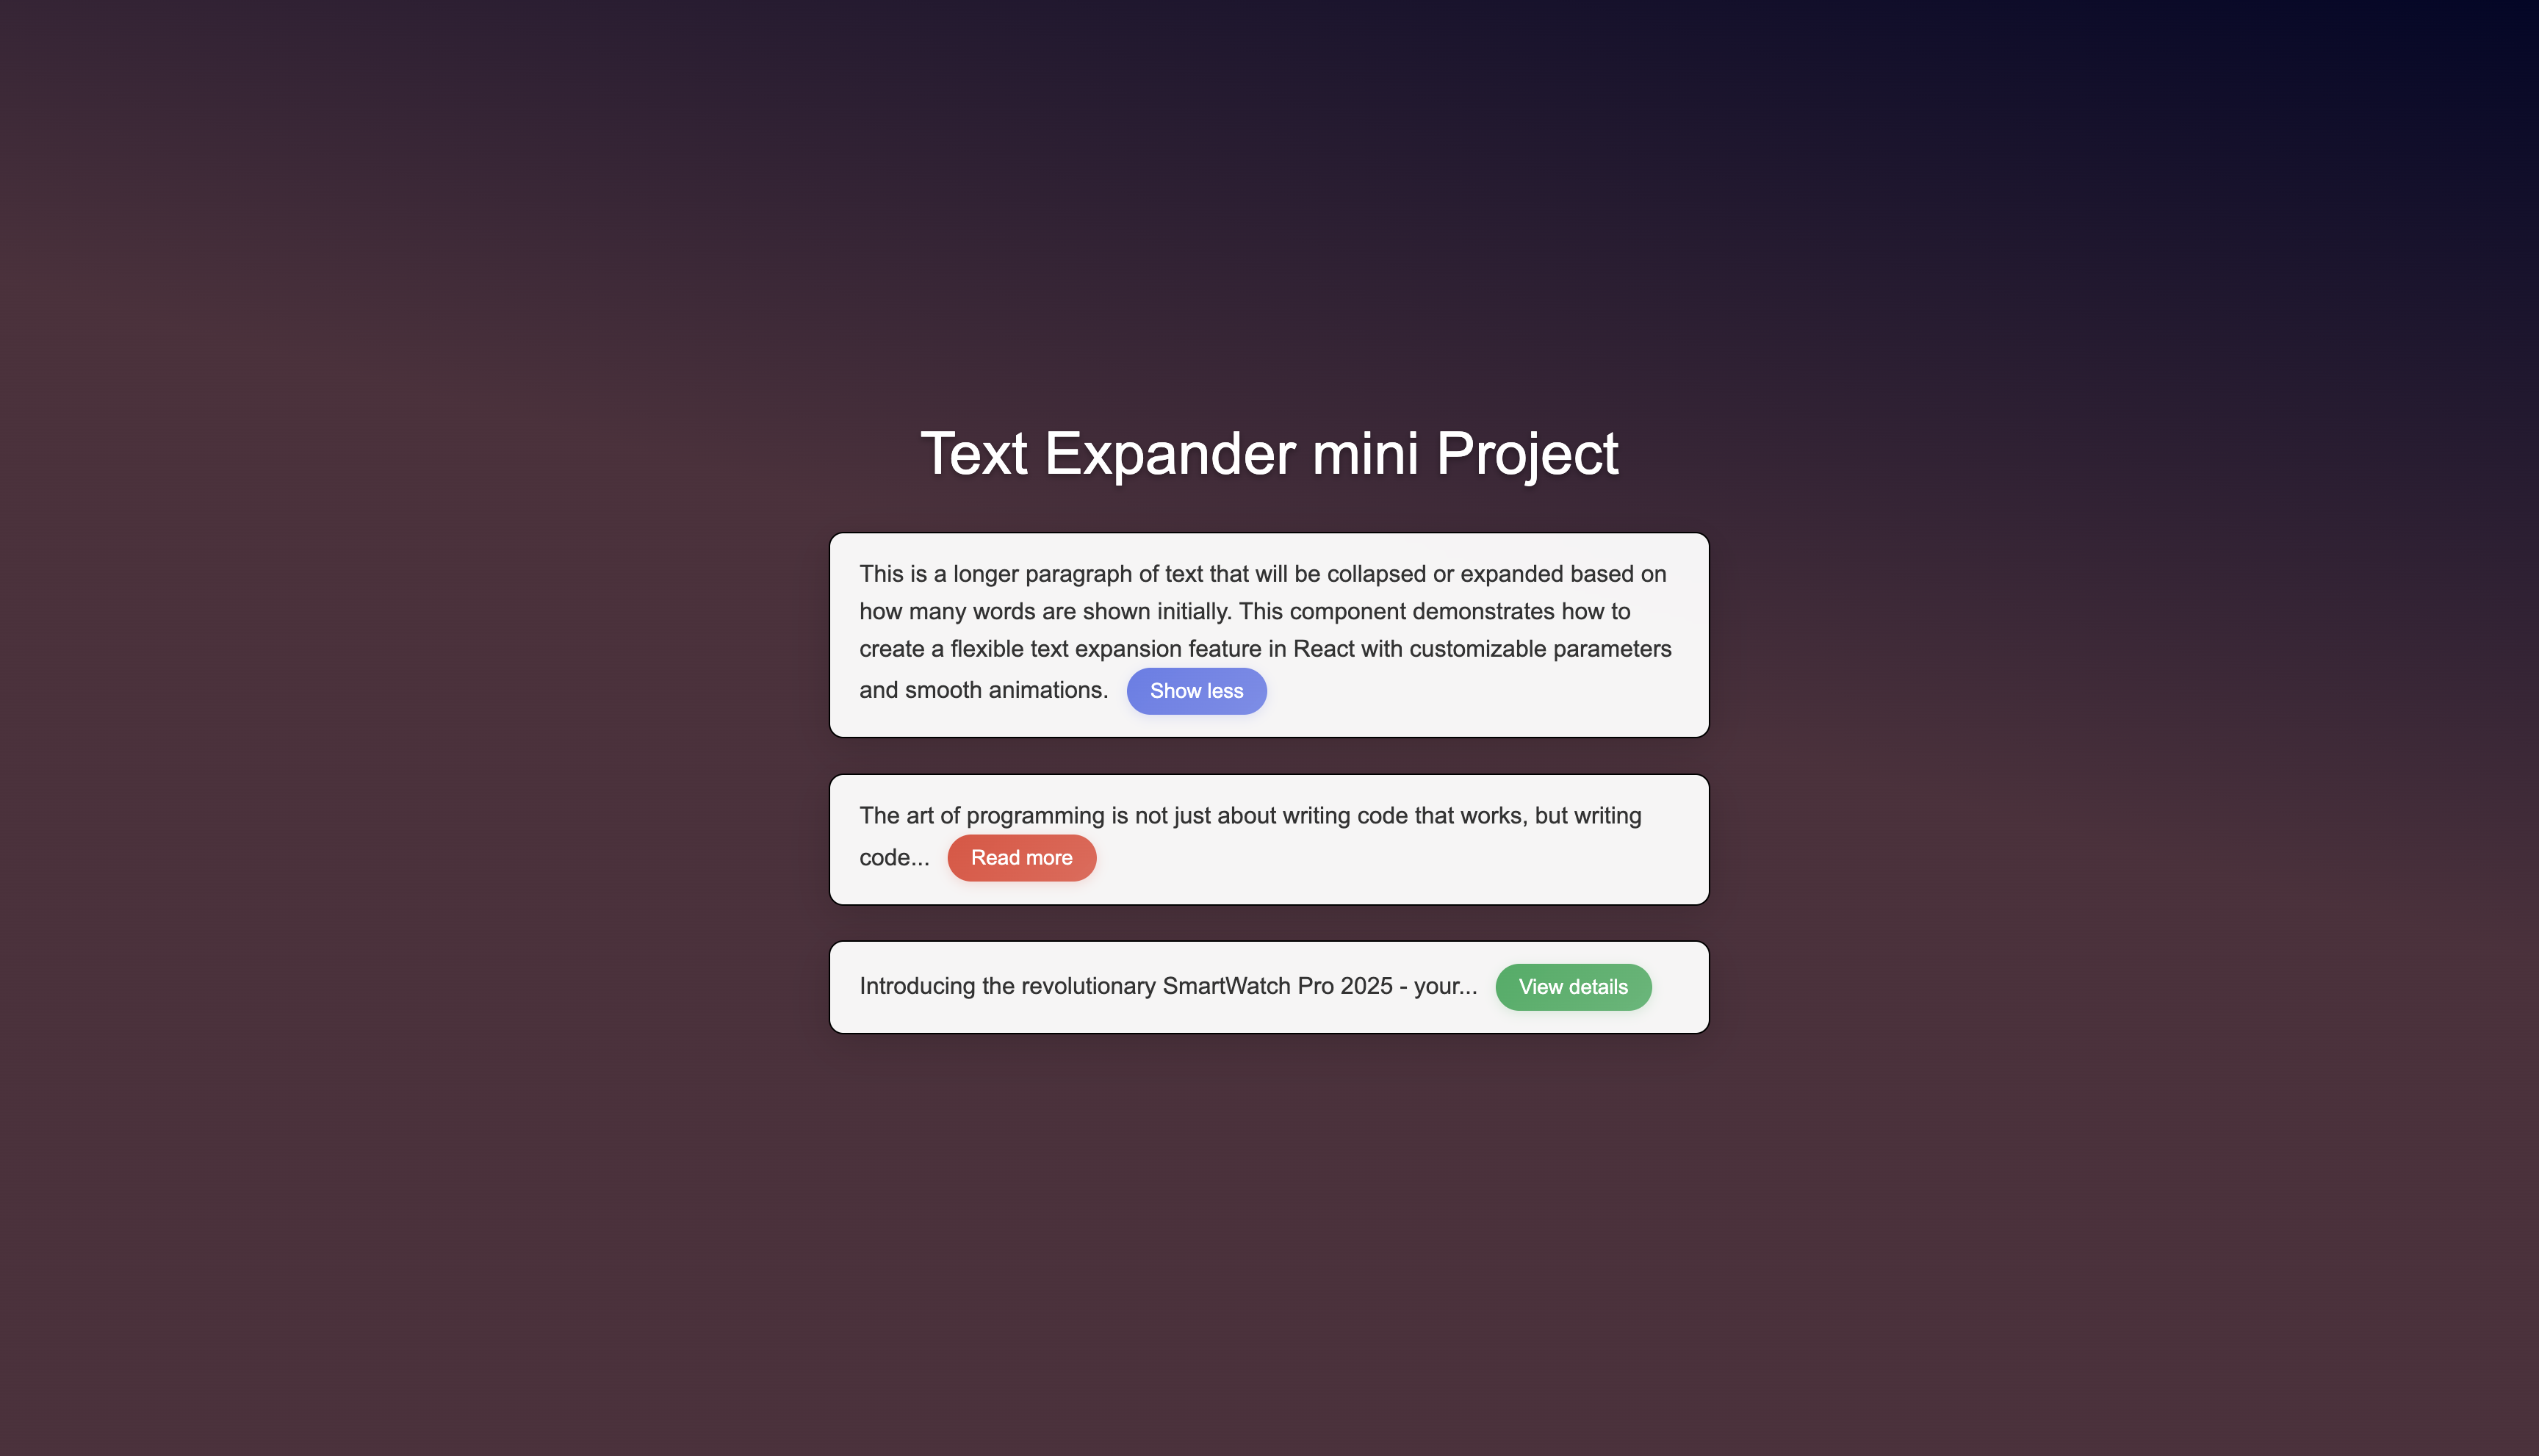 Text Expander mini Project
This is a longer paragraph of text that will be collapsed or expanded based on
how many words are shown initially. This component demonstrates how to
create a flexible text expansion feature in React with customizable parameters
and smooth animations. Show less
The art of programming is not just about writing code that works, but writing
code... Read more
Introducing the revolutionary SmartWatch Pro 2025 - your... View details